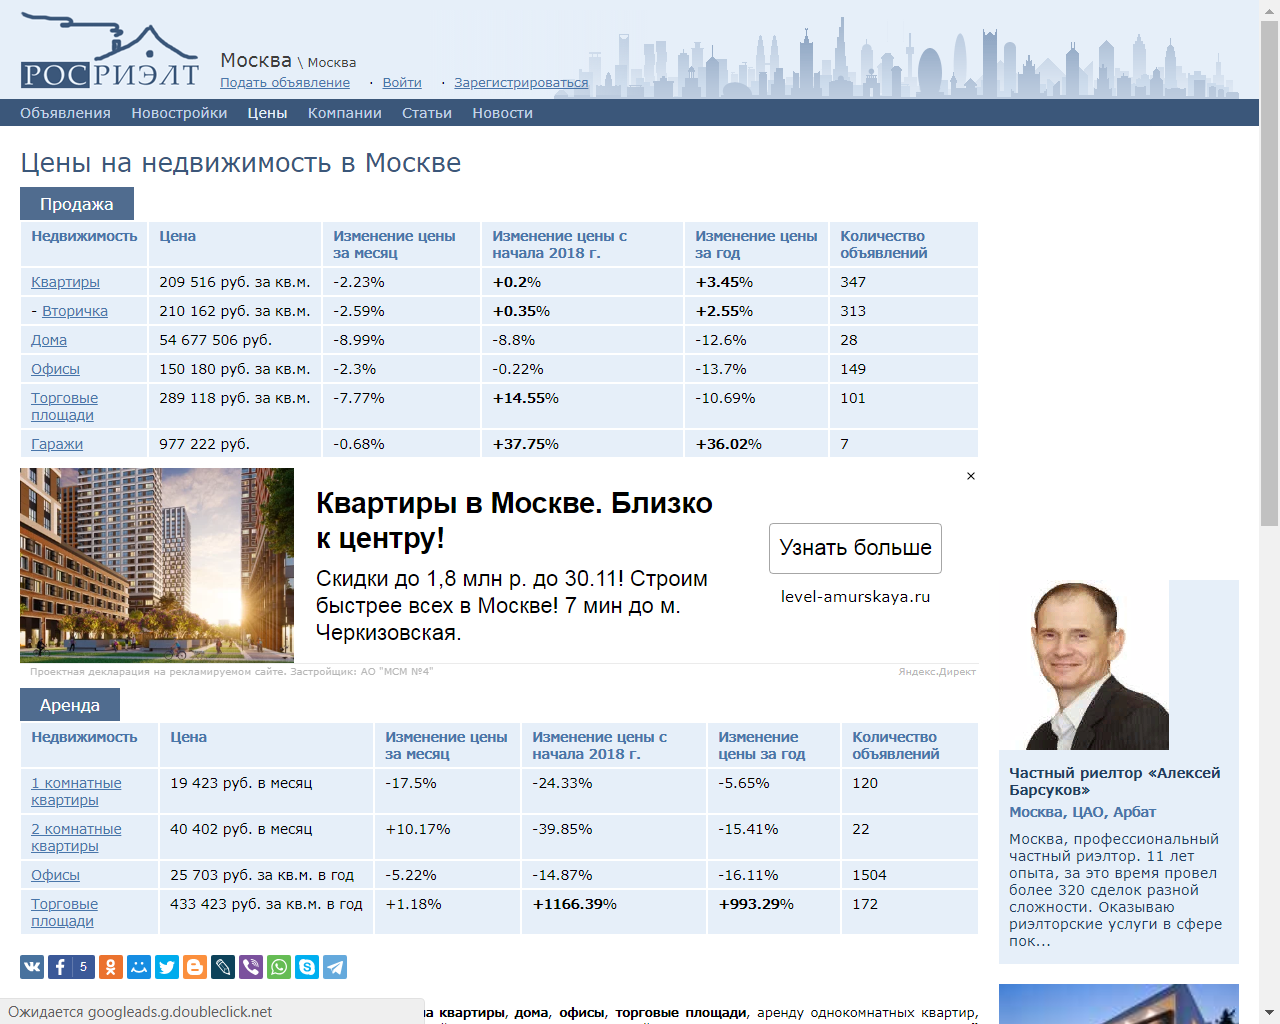 РОСРИЭЛТ
Москва \ Москва
Подать объявление · Войти · Зарегистрироваться
Объявления Новостройки Цены Компании Статьи Новости
Цены на недвижимость в Москве
Продажа
Недвижимость Цена Изменение цены за месяц Изменение цены с начала 2018 г. Изменение цены за год Количество объявлений
Квартиры 209 516 руб. за кв.м. -2.23% +0.2% +3.45% 347
- Вторичка 210 162 руб. за кв.м. -2.59% +0.35% +2.55% 313
Дома 54 677 506 руб. -8.99% -8.8% -12.6% 28
Офисы 150 180 руб. за кв.м. -2.3% -0.22% -13.7% 149
Торговые площади 289 118 руб. за кв.м. -7.77% +14.55% -10.69% 101
Гаражи 977 222 руб. -0.68% +37.75% +36.02% 7
Квартиры в Москве. Близко
к центру!
Скидки до 1,8 млн р. до 30.11! Строим
быстрее всех в Москве! 7 мин до м.
Черкизовская.
Узнать больше
level-amurskaya.ru
Проектная декларация на рекламируемом сайте. Застройщик: АО "МСМ №4" Яндекс.Директ
Аренда
Недвижимость Цена Изменение цены за месяц Изменение цены с начала 2018 г. Изменение цены за год Количество объявлений
1 комнатные квартиры 19 423 руб. в месяц -17.5% -24.33% -5.65% 120
2 комнатные квартиры 40 402 руб. в месяц +10.17% -39.85% -15.41% 22
Офисы 25 703 руб. за кв.м. в год -5.22% -14.87% -16.11% 1504
Торговые площади 433 423 руб. за кв.м. в год +1.18% +1166.39% +993.29% 172
5
Частный риелтор «Алексей
Барсуков»
Москва, ЦАО, Арбат
Москва, профессиональный
частный риэлтор. 11 лет
опыта, за это время провел
более 320 сделок разной
сложности. Оказываю
риэлторские услуги в сфере
пок...
квартиры, дома, офисы, торговые площади, аренду однокомнатных квартир,
Ожидается googleads.g.doubleclick.net